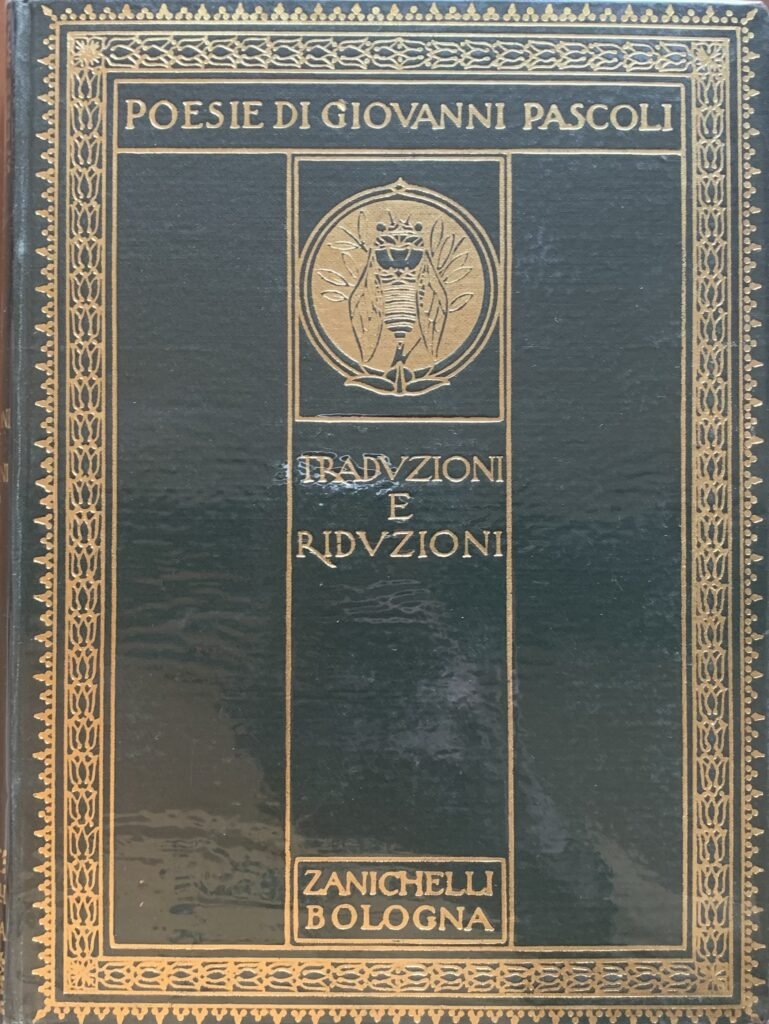 POESIE DI GIOVANNI PASCOLI
TRADVZIONI
E
RIDVZIONI
ZANICHELLI
BOLOGNA